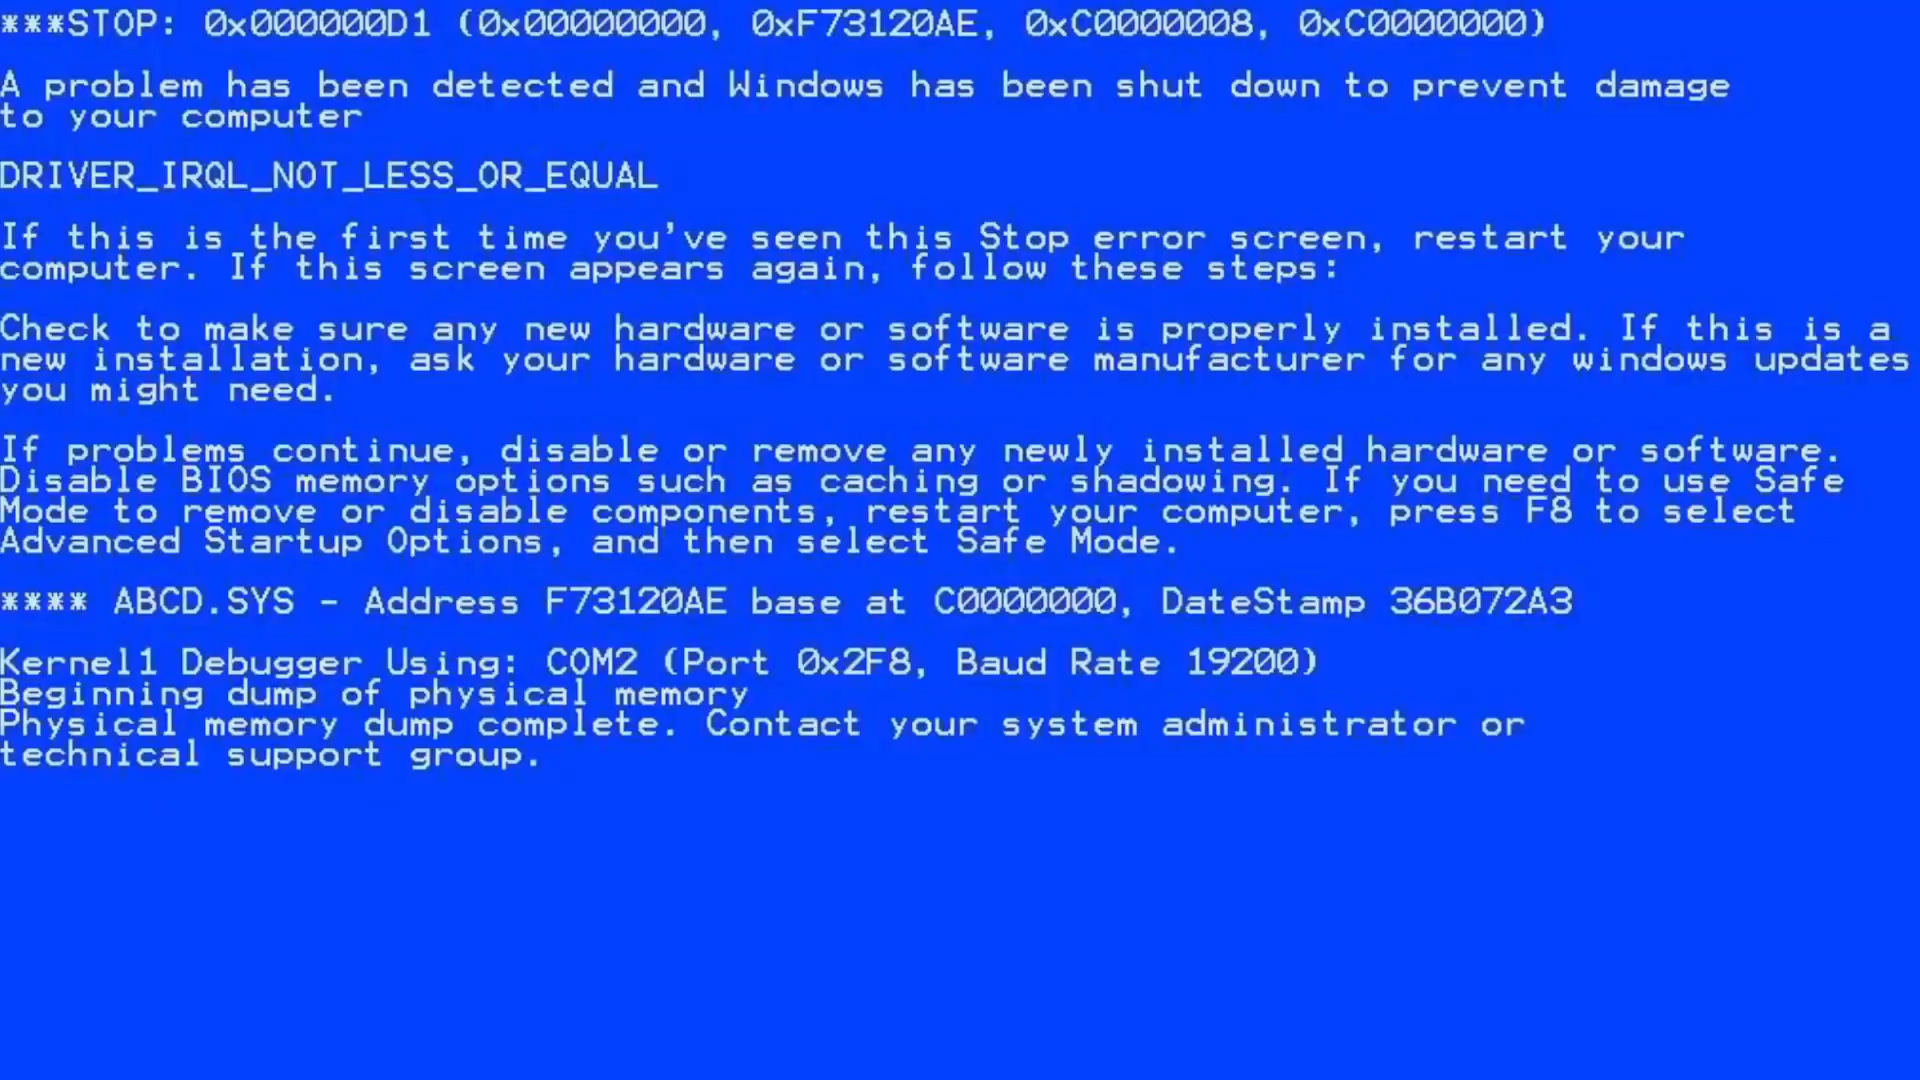 ***STOP: 0x000000D1 (0x00000000, 0xF73120AE, 0xC0000008, 0xC0000000)
A problem has been detected and Windows has been shut down to prevent damage
to your computer
DRIVER_IRQL_NOT_LESS_OR_EQUAL
If this is the first time you've seen this Stop error screen, restart your
computer. If this screen appears again, follow these steps:
Check to make sure any new hardware or software is properly installed. If this is a
new installation, ask your hardware or software manufacturer for any windows updates
you might need.
If problems continue, disable or remove any newly installed hardware or software.
Disable BIOS memory options such as caching or shadowing. If you need to use Safe
Mode to remove or disable components, restart your computer, press F8 to select
Advanced Startup Options, and then select Safe Mode.
**** ABCD.SYS - Address F73120AE base at C0000000, DateStamp 36B072A3
Kernel1 Debugger Using: COM2 (Port 0x2F8, Baud Rate 19200)
Beginning dump of physical memory
Physical memory dump complete. Contact your system administrator or
technical support group.